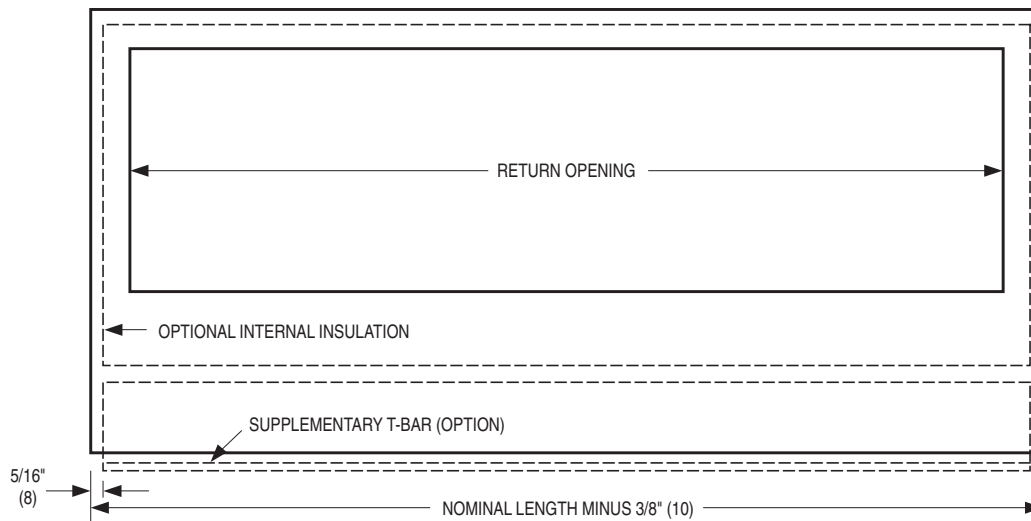 RETURN OPENING
OPTIONAL INTERNAL INSULATION
SUPPLEMENTARY T-BAR (OPTION)
5/16"
(8)
NOMINAL LENGTH MINUS 3/8" (10)